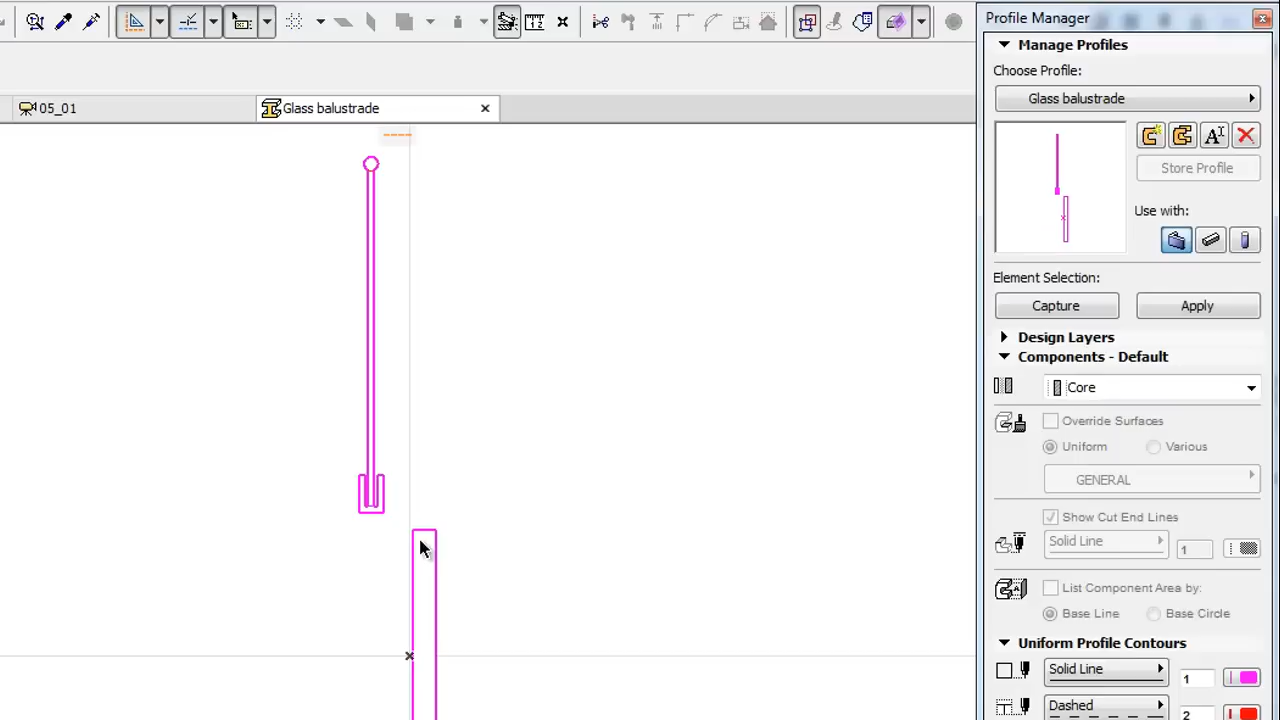 Profile Manager
Manage Profiles
Choose Profile:
Glass balustrade
Store Profile
Use with:
Element Selection:
Capture
Apply
Design Layers
Components - Default
Core
Override Surfaces
Uniform
Various
GENERAL
Show Cut End Lines
Solid Line
1
List Component Area by:
Base Line
Base Circle
Uniform Profile Contours
Solid Line
1
Dashed
2
05_01
Glass balustrade